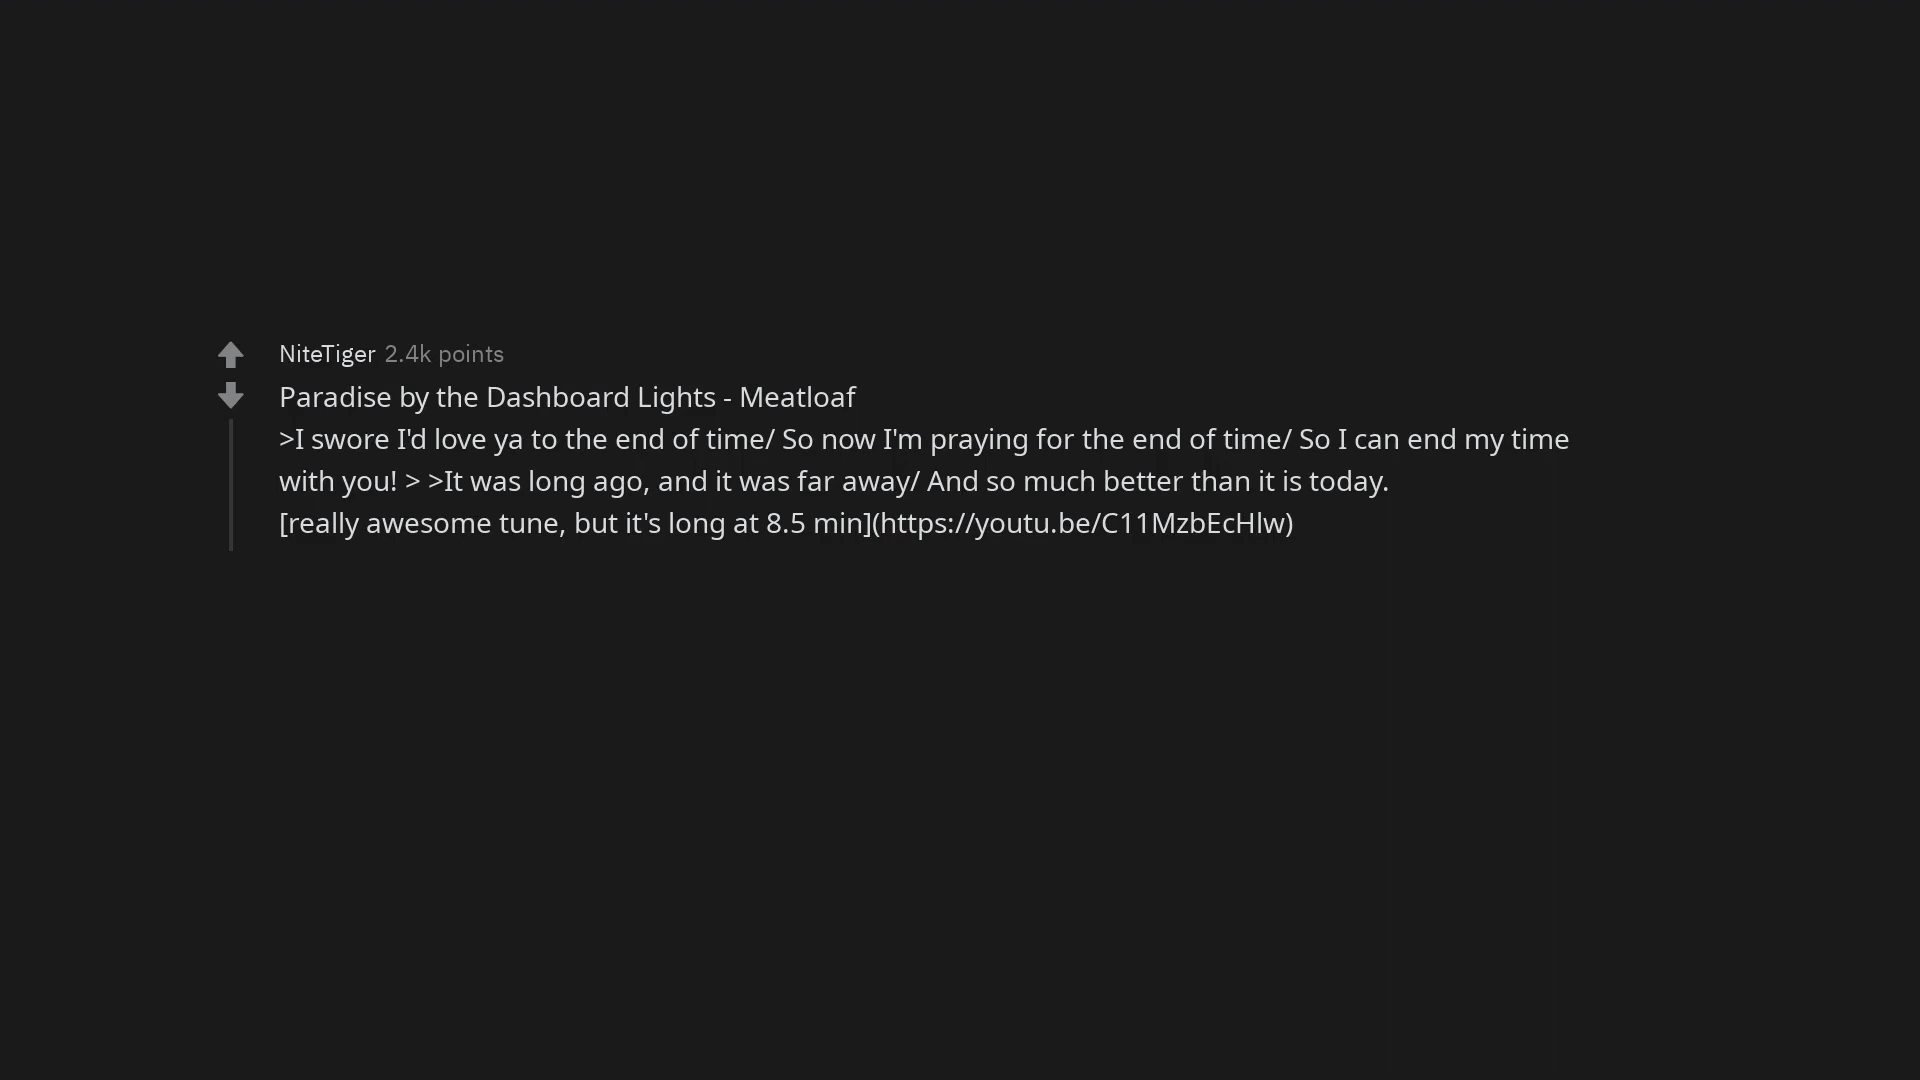 NiteTiger 2.4k points
Paradise by the Dashboard Lights - Meatloaf
>I swore I'd love ya to the end of time/ So now I'm praying for the end of time/ So I can end my time
with you! > >It was long ago, and it was far away/ And so much better than it is today.
[really awesome tune, but it's long at 8.5 min](https://youtu.be/C11MzbEcHlw)